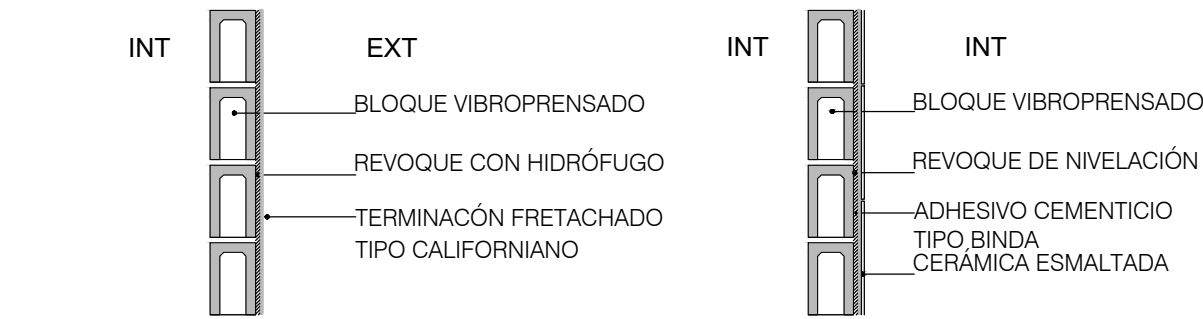 INT
EXT
BLOQUE VIBROPRENSADO
REVOQUE CON HIDRÓFUGO
TERMINACÓN FRETACHADO
TIPO CALIFORNIANO
INT
INT
BLOQUE VIBROPRENSADO
REVOQUE DE NIVELACIÓN
ADHESIVO CEMENTICIO
TIPO BINDA
CERÁMICA ESMALTADA